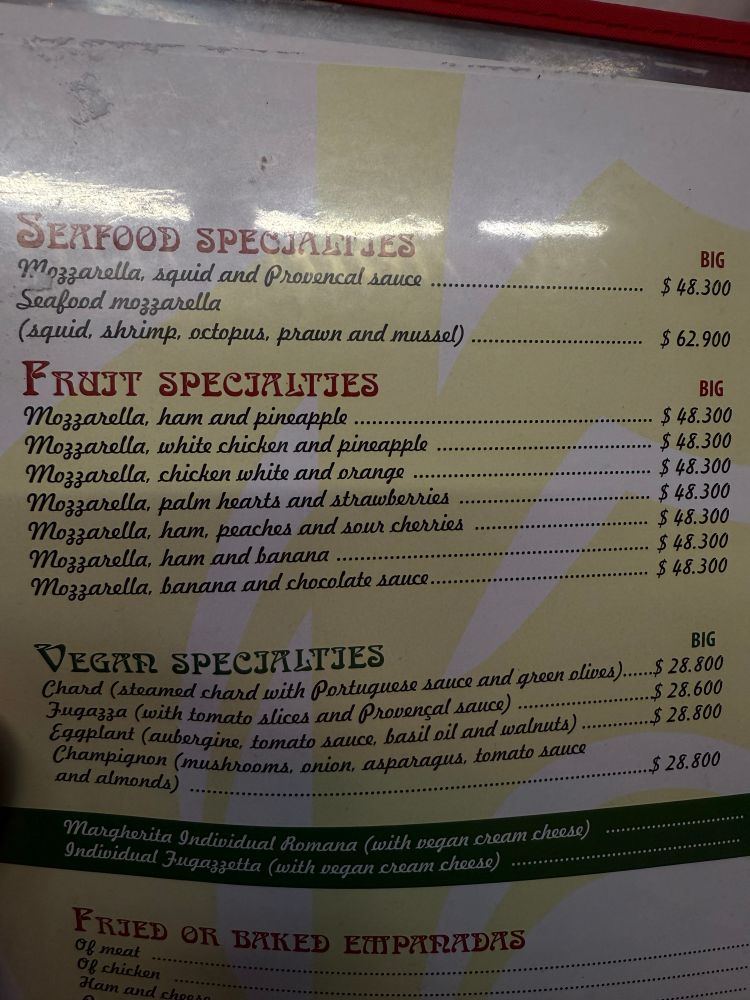 SEAFOOD SPECIALTIES BIG
Mozzarella, squid and Provencal sauce ........ $ 48.300
Seafood mozzarella
(squid, shrimp, octopus, prawn and mussel) ........ $ 62.900
FRUIT SPECIALTIES BIG
Mozzarella, ham and pineapple ........ $ 48.300
Mozzarella, white chicken and pineapple ........ $ 48.300
Mozzarella, chicken white and orange ........ $ 48.300
Mozzarella, palm hearts and strawberries ........ $ 48.300
Mozzarella, ham, peaches and sour cherries ........ $ 48.300
Mozzarella, ham and banana ........ $ 48.300
Mozzarella, banana and chocolate sauce ........ $ 48.300
VEGAN SPECIALTIES BIG
Chard (steamed chard with Portuguese sauce and green olives) ...... $ 28.800
Fugazza (with tomato slices and Provençal sauce) ........ $ 28.600
Eggplant (aubergine, tomato sauce, basil oil and walnuts) ........ $ 28.800
Champignon (mushrooms, onion, asparagus, tomato sauce
and almonds) ........ $ 28.800
Margherita Individual Romana (with vegan cream cheese) ........
Individual Fugazzetta (with vegan cream cheese) ........
FRIED OR BAKED EMPANADAS
Of meat ........
Of chicken ........
Ham and cheese ........